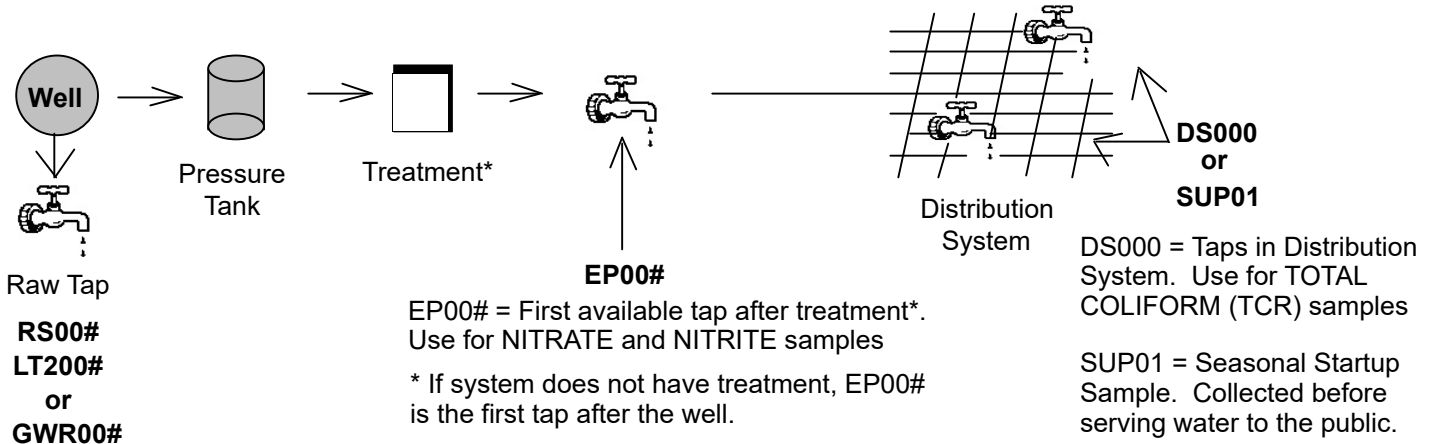 Well
Pressure
Tank
Treatment*
Raw Tap
RS00#
LT200#
or
GWR00#
EP00#
EP00# = First available tap after treatment*.
Use for NITRATE and NITRITE samples
* If system does not have treatment, EP00#
is the first tap after the well.
Distribution
System
DS000
or
SUP01
DS000 = Taps in Distribution
System. Use for TOTAL
COLIFORM (TCR) samples
SUP01 = Seasonal Startup
Sample. Collected before
serving water to the public.